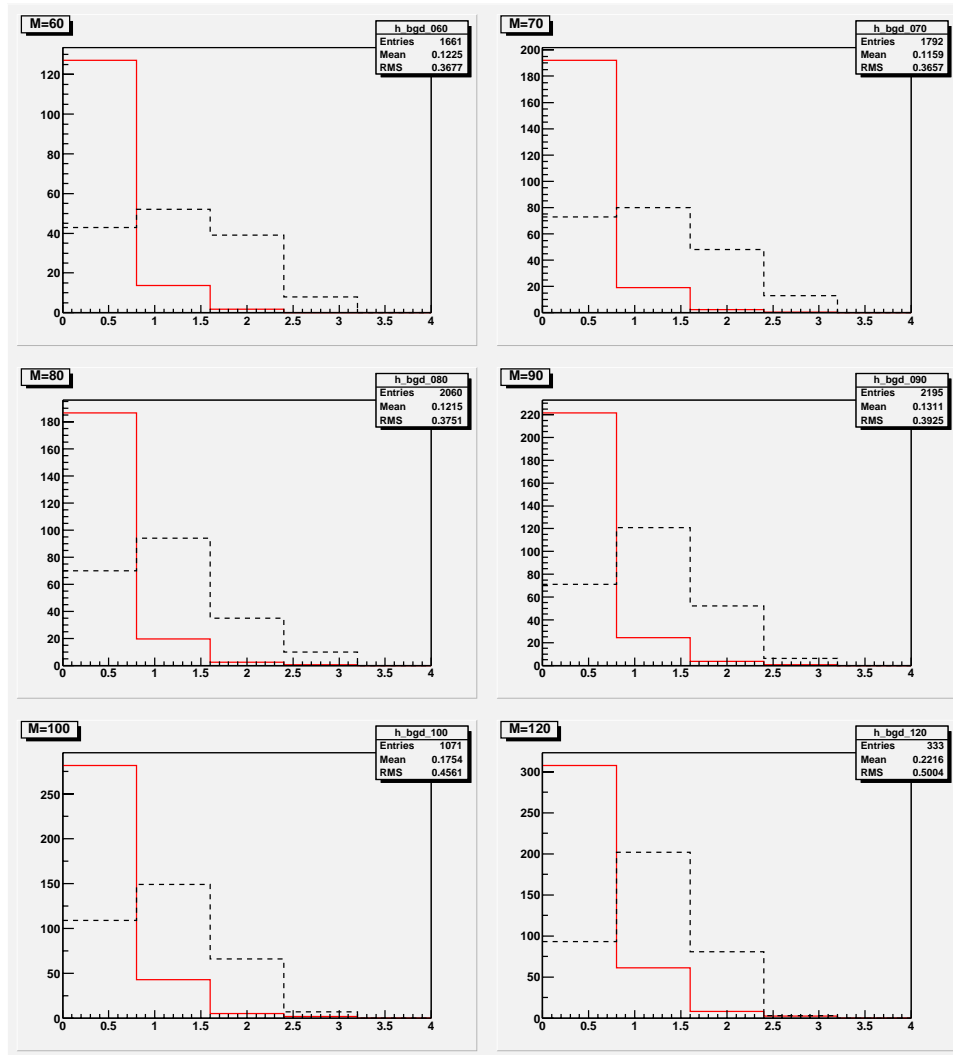 M=60
h_bgd_060
Entries 1661
Mean 0.1225
RMS 0.3677
120
100
80
60
40
20
0
0 0.5 1 1.5 2 2.5 3 3.5 4
M=70
h_bgd_070
Entries 1792
Mean 0.1159
RMS 0.3657
200
180
160
140
120
100
80
60
40
20
0
0 0.5 1 1.5 2 2.5 3 3.5 4
M=80
h_bgd_080
Entries 2060
Mean 0.1215
RMS 0.3751
180
160
140
120
100
80
60
40
20
0
0 0.5 1 1.5 2 2.5 3 3.5 4
M=90
h_bgd_090
Entries 2195
Mean 0.1311
RMS 0.3925
220
200
180
160
140
120
100
80
60
40
20
0
0 0.5 1 1.5 2 2.5 3 3.5 4
M=100
h_bgd_100
Entries 1071
Mean 0.1754
RMS 0.4561
250
200
150
100
50
0
0 0.5 1 1.5 2 2.5 3 3.5 4
M=120
h_bgd_120
Entries 333
Mean 0.2216
RMS 0.5004
300
250
200
150
100
50
0
0 0.5 1 1.5 2 2.5 3 3.5 4